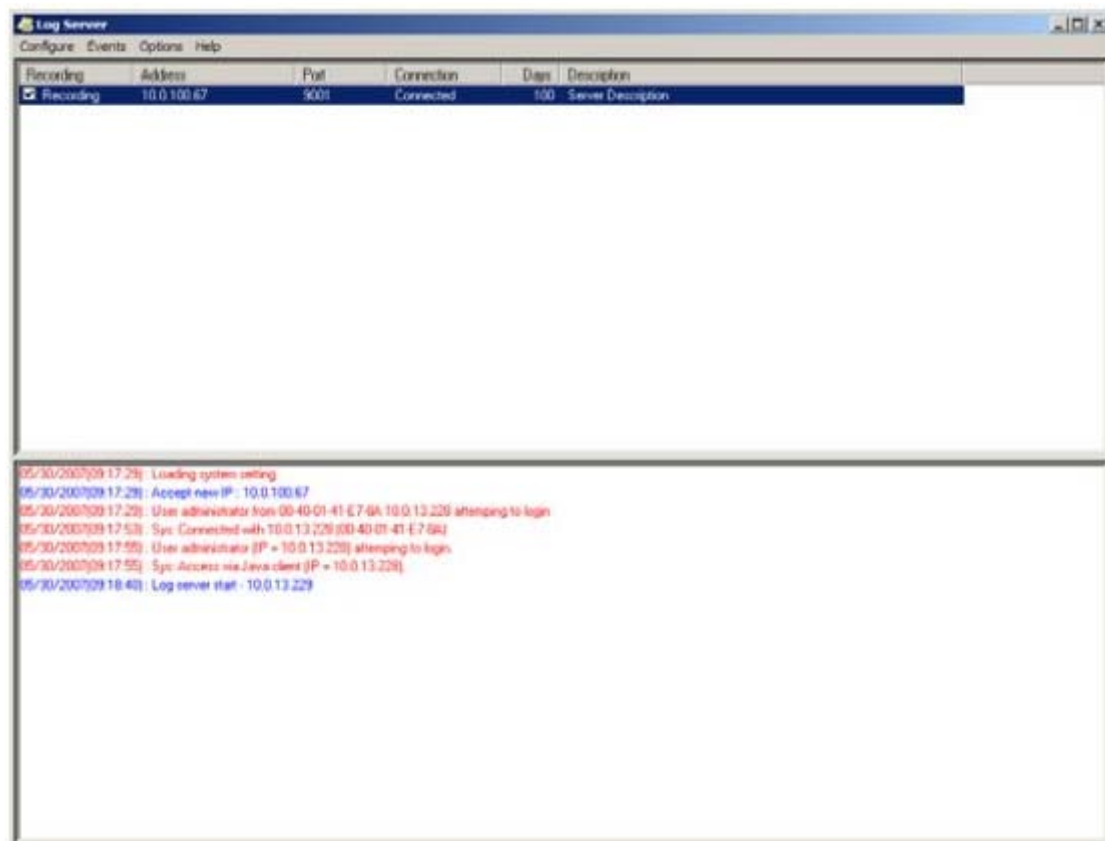 Log Server
Configure Events Options Help
Recording Address Port Connection Days Description
Recording 10.0.100.67 9001 Connected 100 Server Description
05/30/2007(09:17:29) : Loading system setting
05/30/2007(09:17:29) : Accept new IP : 10.0.100.67
05/30/2007(09:17:29) : User administrator from 00-40-01-41-E7-8A 10.0.13.228 attemping to login
05/30/2007(09:17:53) : Sys: Connected with 10.0.13.228 (00-40-01-41-E7-8A)
05/30/2007(09:17:55) : User administrator (IP = 10.0.13.228) attemping to login.
05/30/2007(09:17:55) : Sys: Access via Java client (IP = 10.0.13.228).
05/30/2007(09:18:40) : Log server start - 10.0.13.229